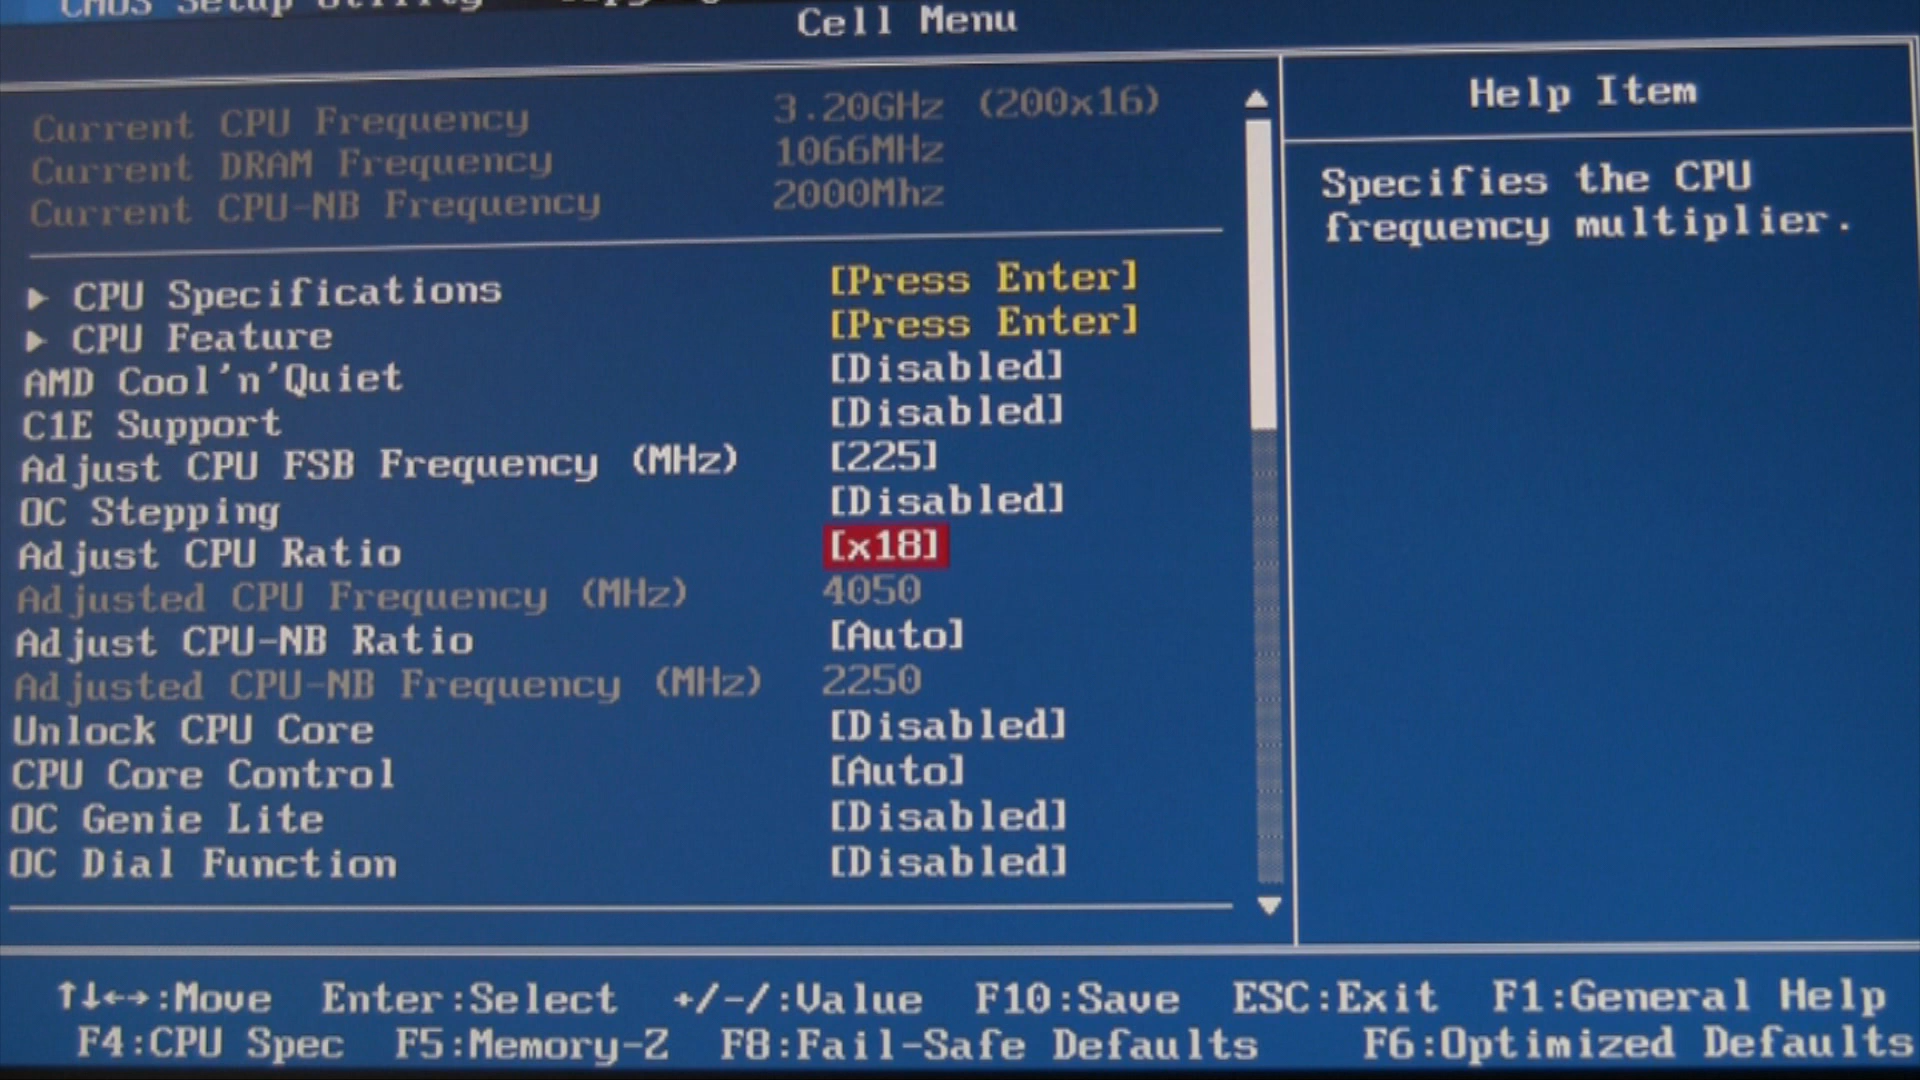 CMOS Setup Utility
Cell Menu
Current CPU Frequency 3.20GHz (200x16)
Current DRAM Frequency 1066MHz
Current CPU-NB Frequency 2000Mhz
▶ CPU Specifications [Press Enter]
▶ CPU Feature [Press Enter]
AMD Cool'n'Quiet [Disabled]
C1E Support [Disabled]
Adjust CPU FSB Frequency (MHz) [225]
OC Stepping [Disabled]
Adjust CPU Ratio [x18]
Adjusted CPU Frequency (MHz) 4050
Adjust CPU-NB Ratio [Auto]
Adjusted CPU-NB Frequency (MHz) 2250
Unlock CPU Core [Disabled]
CPU Core Control [Auto]
OC Genie Lite [Disabled]
OC Dial Function [Disabled]
Help Item
Specifies the CPU
frequency multiplier.
↑↓←→:Move Enter:Select +/-/:Value F10:Save ESC:Exit F1:General Help
F4:CPU Spec F5:Memory-Z F8:Fail-Safe Defaults F6:Optimized Defaults